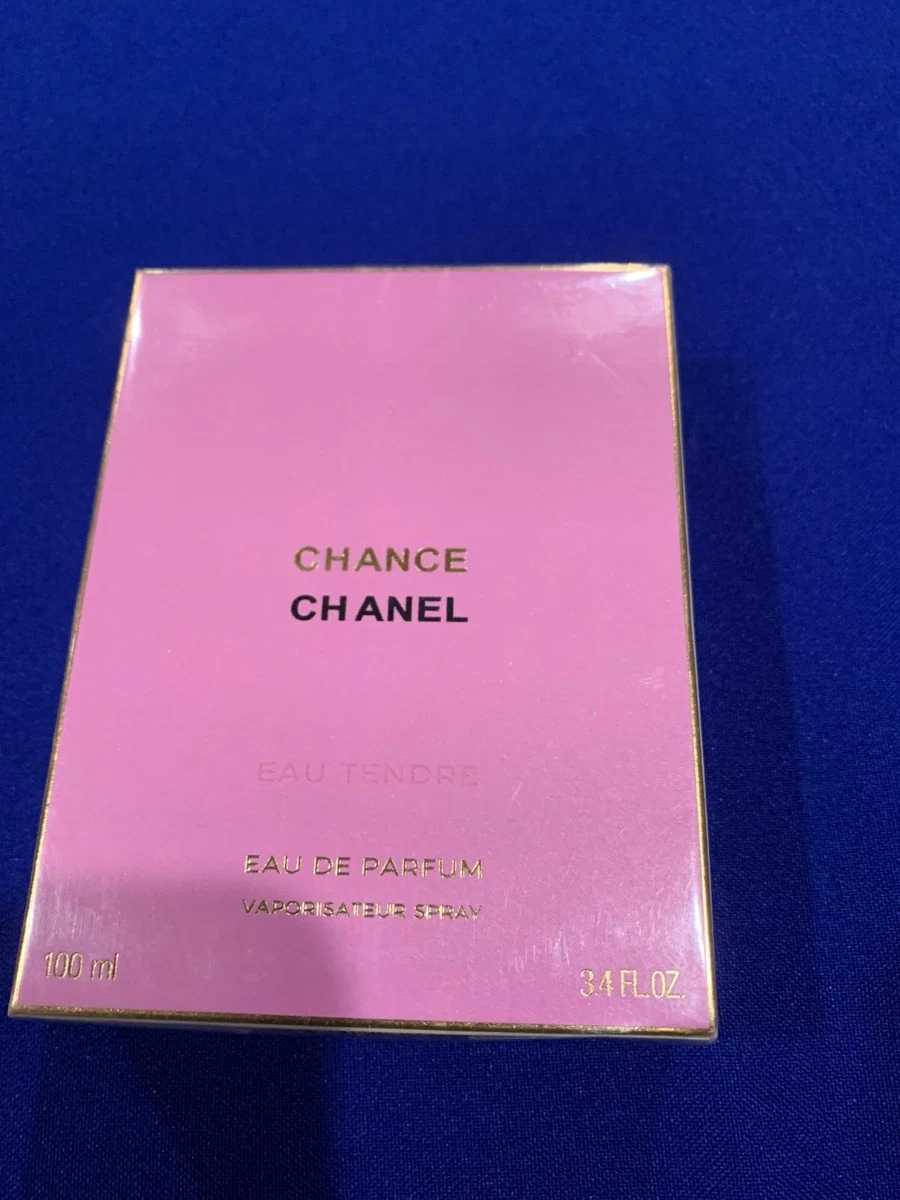 CHANCE
CHANEL
EAU TENDRE
EAU DE PARFUM
VAPORISATEUR SPRAY
100 ml
3.4 FL.OZ.